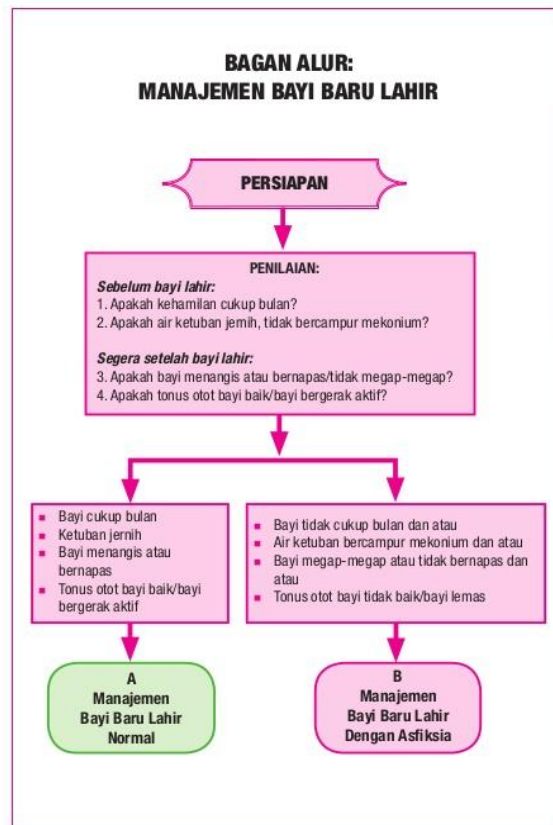 BAGAN ALUR:
MANAJEMEN BAYI BARU LAHIR
PERSIAPAN
PENILAIAN:
Sebelum bayi lahir:
1. Apakah kehamilan cukup bulan?
2. Apakah air ketuban jernih, tidak bercampur mekonium?
Segera setelah bayi lahir:
3. Apakah bayi menangis atau bernapas/tidak megap-megap?
4. Apakah tonus otot bayi baik/bayi bergerak aktif?
▪ Bayi cukup bulan
▪ Ketuban jernih
▪ Bayi menangis atau
bernapas
▪ Tonus otot bayi baik/bayi
bergerak aktif
▪ Bayi tidak cukup bulan dan atau
▪ Air ketuban bercampur mekonium dan atau
▪ Bayi megap-megap atau tidak bernapas dan
atau
▪ Tonus otot bayi tidak baik/bayi lemas
A
Manajemen
Bayi Baru Lahir
Normal
B
Manajemen
Bayi Baru Lahir
Dengan Asfiksia